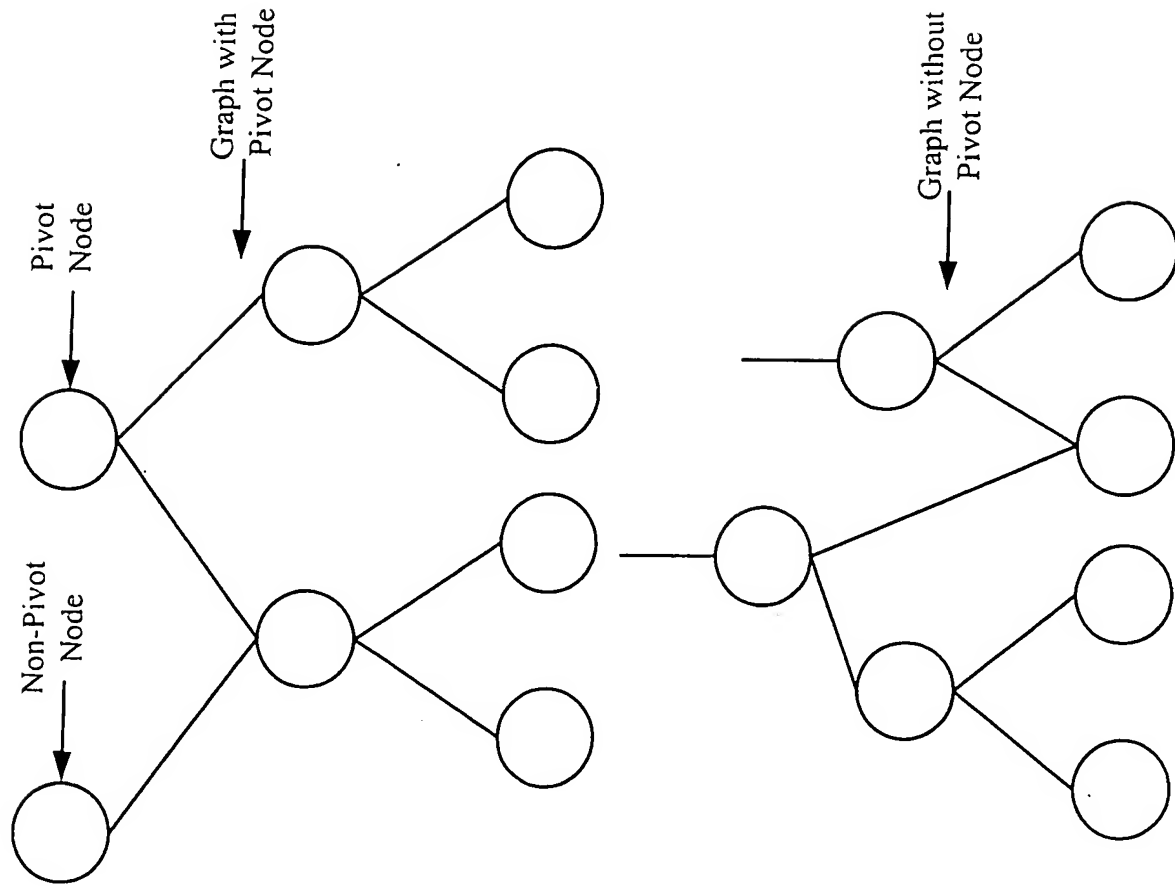 Non-Pivot
Node
Pivot
Node
Graph with
Pivot Node
Graph without
Pivot Node